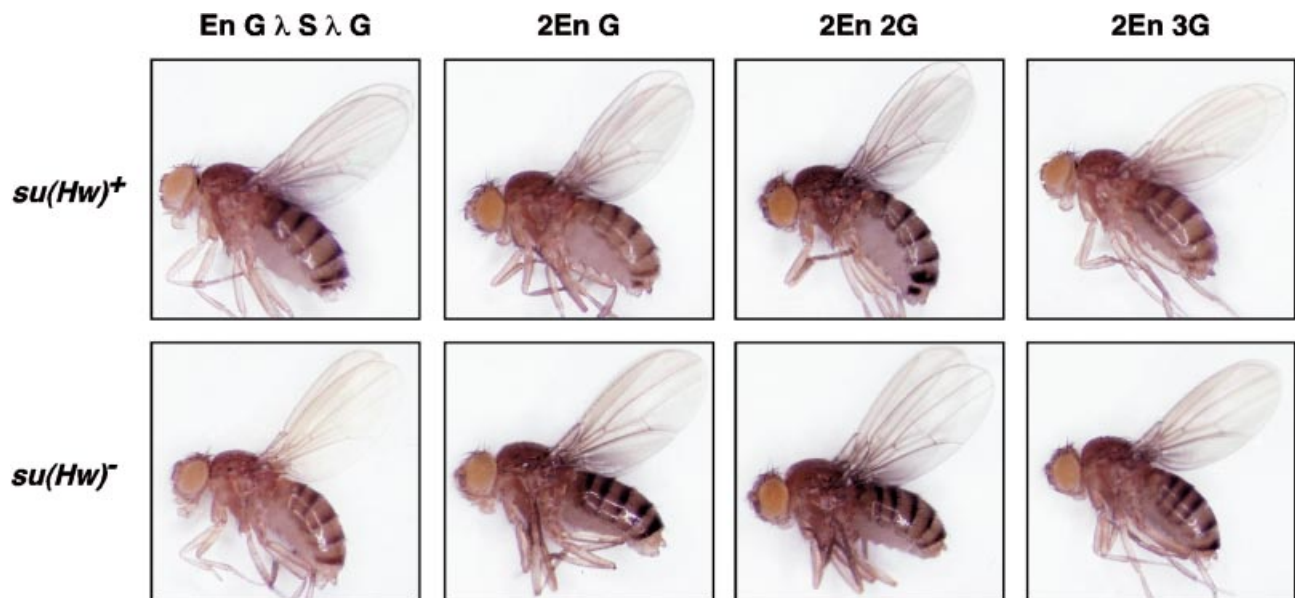 En G λ S λ G 2En G 2En 2G 2En 3G
su(Hw)+
su(Hw)-